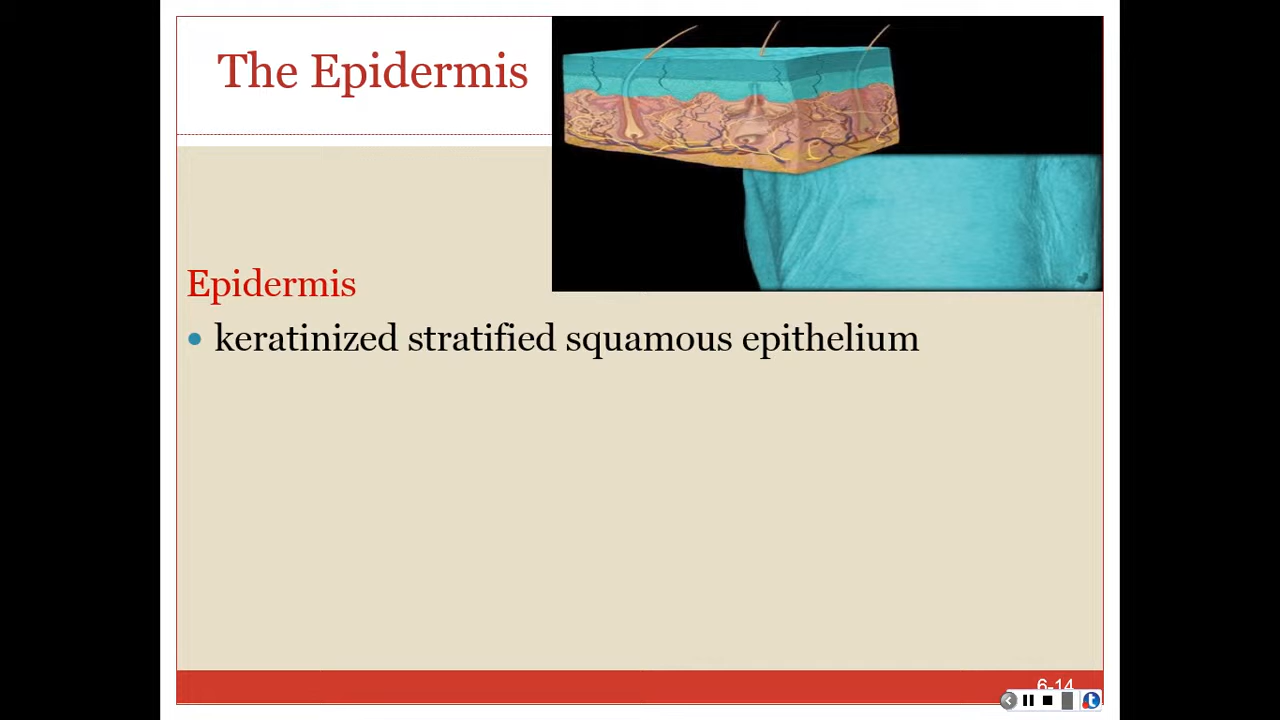 The Epidermis
Epidermis
• keratinized stratified squamous epithelium
6-14